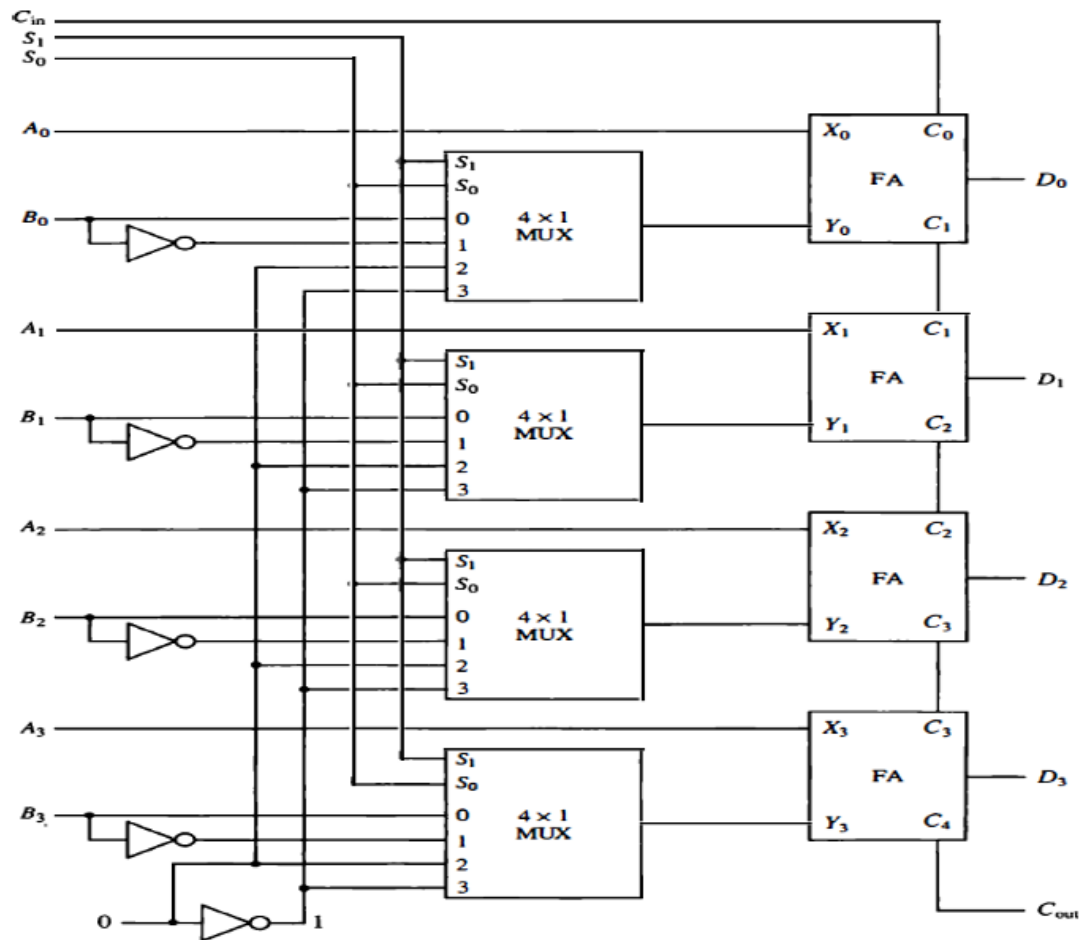 Cin
S1
S0
A0 X0 C0
S1
S0 FA D0
B0 0 4 × 1 Y0 C1
1 MUX
2
3
A1 X1 C1
S1
S0 FA D1
B1 0 4 × 1 Y1 C2
1 MUX
2
3
A2 X2 C2
S1
S0 FA D2
B2 0 4 × 1 Y2 C3
1 MUX
2
3
A3 X3 C3
S1
S0 FA D3
B3 0 4 × 1 Y3 C4
1 MUX
2
3
0 1 Cout